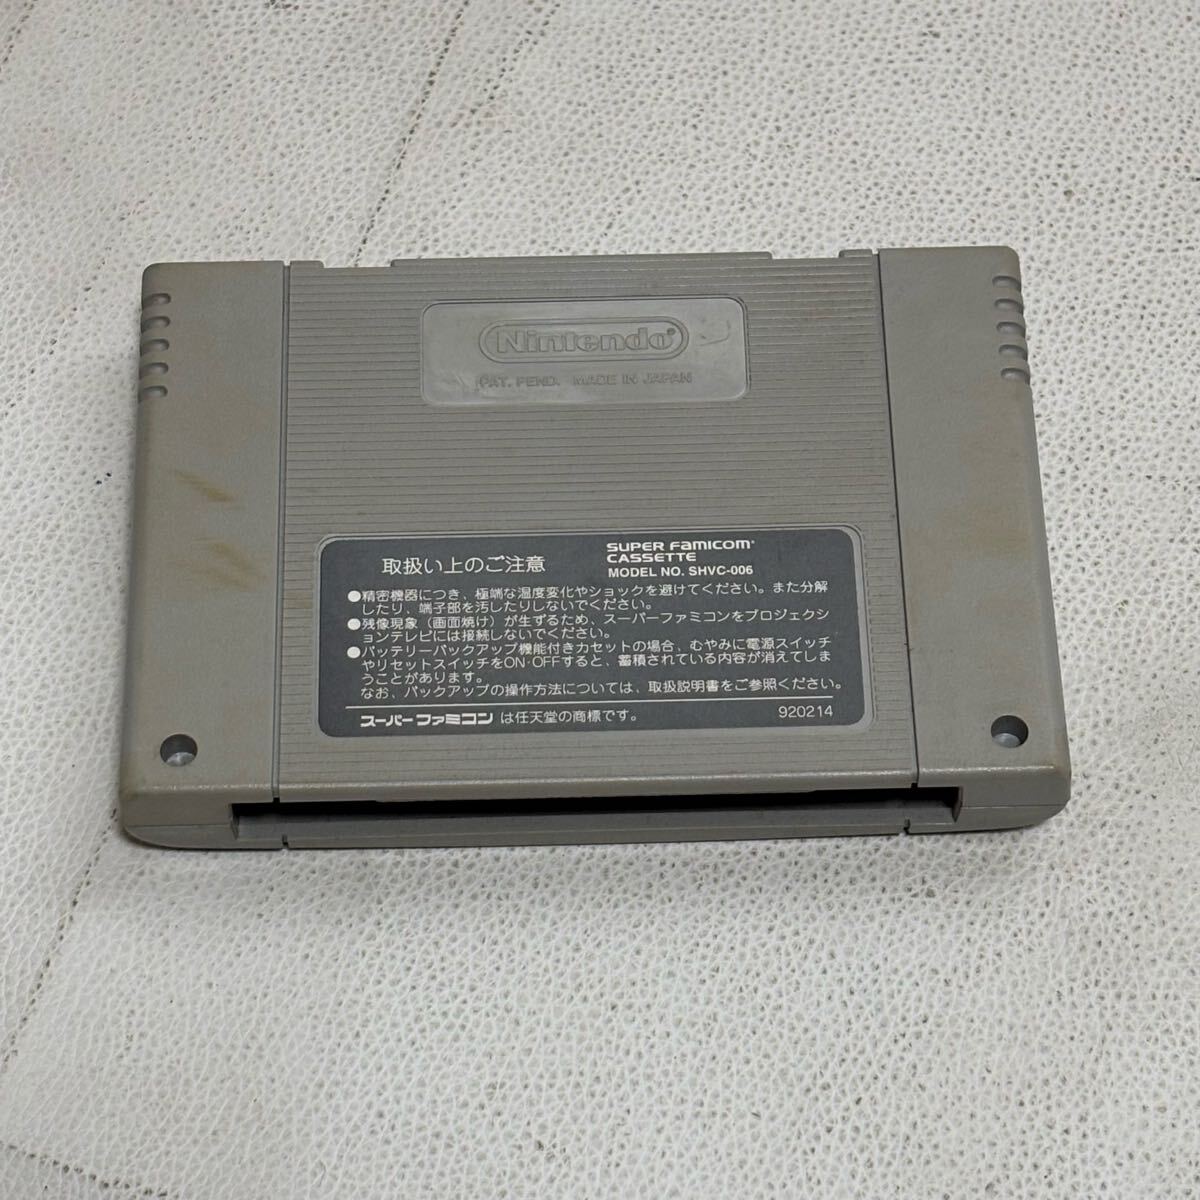 Nintendo®
PAT. PEND. MADE IN JAPAN
取扱い上のご注意
SUPER FAMICOM®
CASSETTE
MODEL NO. SHVC-006
●精密機器につき、極端な温度変化やショックを避けてください。また分解
したり、端子部を汚したりしないでください。
●残像現象（画面焼け）が生ずるため、スーパーファミコンをプロジェクシ
ョンテレビには接続しないでください。
●バッテリーバックアップ機能付きカセットの場合、むやみに電源スイッチ
やリセットスイッチをON·OFFすると、蓄積されている内容が消えてしま
うことがあります。
なお、バックアップの操作方法については、取扱説明書をご参照ください。
スーパーファミコン は任天堂の商標です。
920214